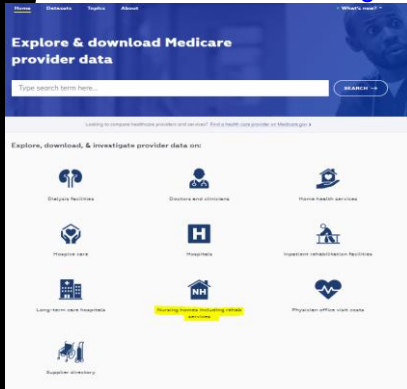 Home Datasets Topics About - What's new? -
Explore & download Medicare
provider data
Type search term here...
SEARCH →
Looking to compare healthcare providers and services? Find a health care provider on Medicare.gov
Explore, download, & investigate provider data on:
Dialysis facilities
Doctors and clinicians
Home health services
Hospice care
H
Hospitals
Inpatient rehabilitation facilities
Long-term care hospitals
NH
Nursing homes including rehab
services
Physician office visit costs
Supplier directory